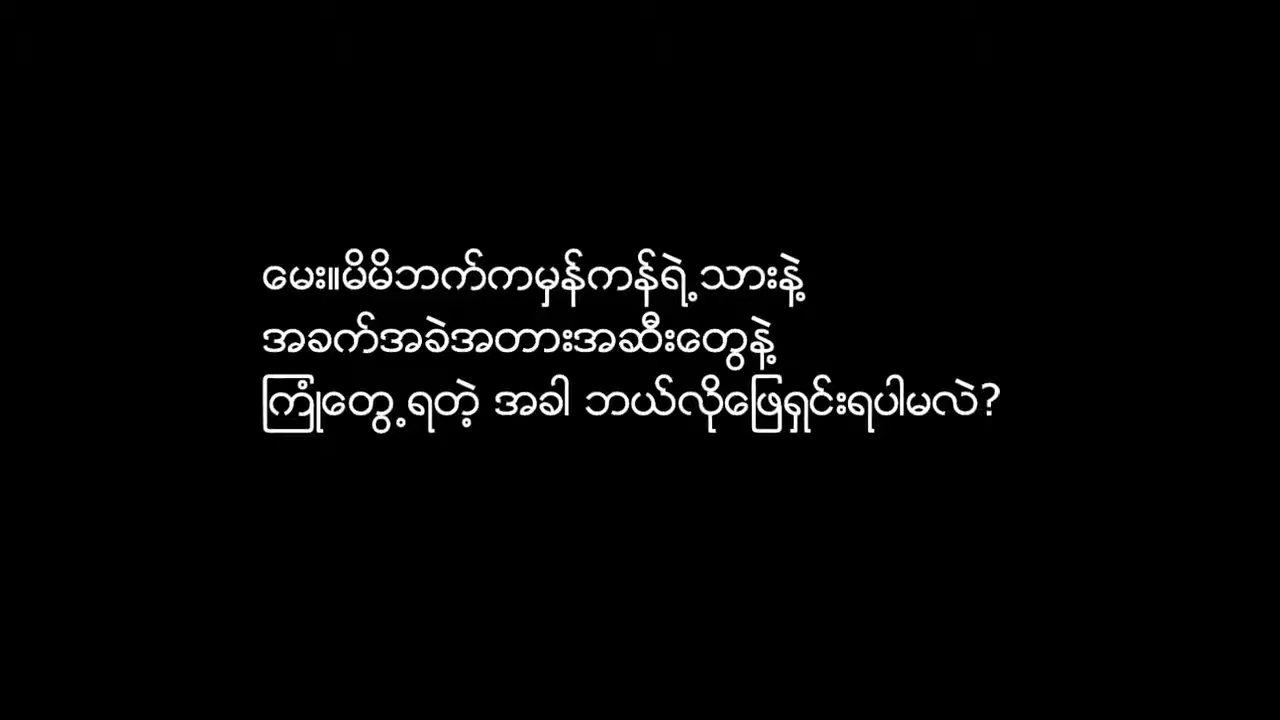 မေး။မိမိဘက်ကမှန်ကန်ရဲ့သားနဲ့
အခက်အခဲအတားအဆီးတွေနဲ့
ကြုံတွေ့ရတဲ့ အခါ ဘယ်လိုဖြေရှင်းရပါမလဲ?